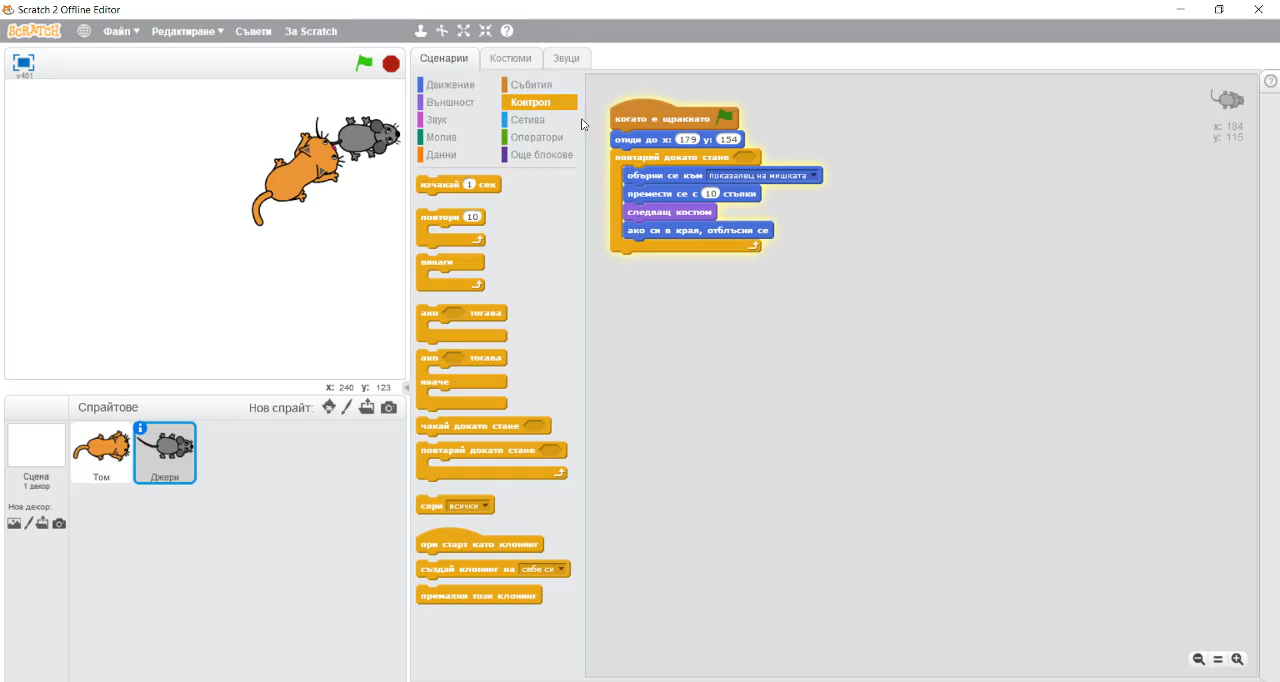 Scratch 2 Offline Editor
SCRATCH Файл Редактиране Съвети За Scratch
v461
Сценарии Костюми Звуци
Движение Събития
Външност Контрол
Звук Сетива
Молив Оператори
Данни Още блокове
изчакай 1 сек
повтори 10
винаги
ако тогава
ако тогава
иначе
чакай докато стане
повтаряй докато стане
спри всички
при старт като клонинг
създай клонинг на себе си
премахни този клонинг
когато е щракнато
отиди до x: 179 y: 154
повтаряй докато стане
обърни се към показалец на мишката
премести се с 10 стъпки
следващ костюм
ако си в края, отблъсни се
x: 184
y: 115
x: 240 y: 123
Спрайтове Нов спрайт:
Сцена
1 декор
Нов декор:
Том Джери